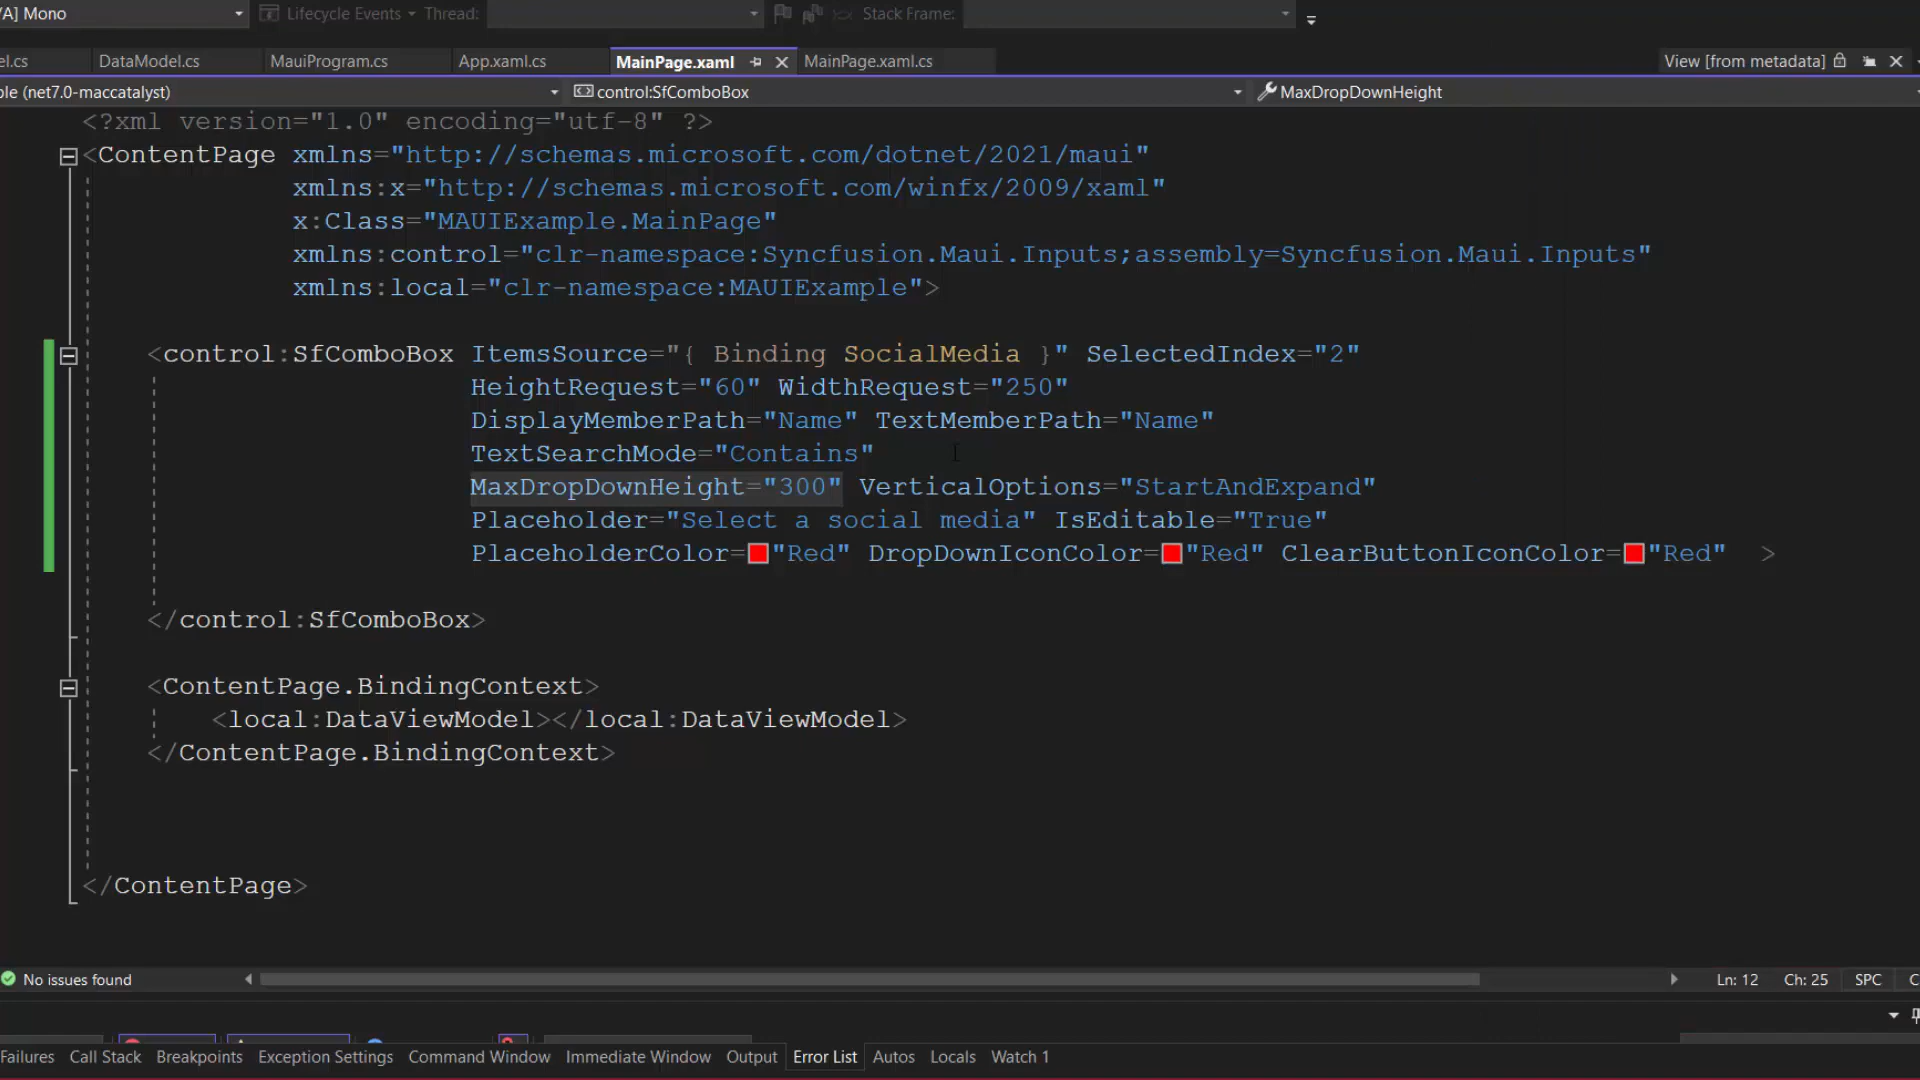 /A] Mono Lifecycle Events Thread: Stack Frame:
el.cs DataModel.cs MauiProgram.cs App.xaml.cs MainPage.xaml MainPage.xaml.cs View [from metadata]
ple (net7.0-maccatalyst) control:SfComboBox MaxDropDownHeight
<?xml version="1.0" encoding="utf-8" ?>
<ContentPage xmlns="http://schemas.microsoft.com/dotnet/2021/maui"
xmlns:x="http://schemas.microsoft.com/winfx/2009/xaml"
x:Class="MAUIExample.MainPage"
xmlns:control="clr-namespace:Syncfusion.Maui.Inputs;assembly=Syncfusion.Maui.Inputs"
xmlns:local="clr-namespace:MAUIExample">
<control:SfComboBox ItemsSource="{ Binding SocialMedia }" SelectedIndex="2"
HeightRequest="60" WidthRequest="250"
DisplayMemberPath="Name" TextMemberPath="Name"
TextSearchMode="Contains"
MaxDropDownHeight="300" VerticalOptions="StartAndExpand"
Placeholder="Select a social media" IsEditable="True"
PlaceholderColor="Red" DropDownIconColor="Red" ClearButtonIconColor="Red" >
</control:SfComboBox>
<ContentPage.BindingContext>
<local:DataViewModel></local:DataViewModel>
</ContentPage.BindingContext>
</ContentPage>
No issues found Ln: 12 Ch: 25 SPC C
Failures Call Stack Breakpoints Exception Settings Command Window Immediate Window Output Error List Autos Locals Watch 1